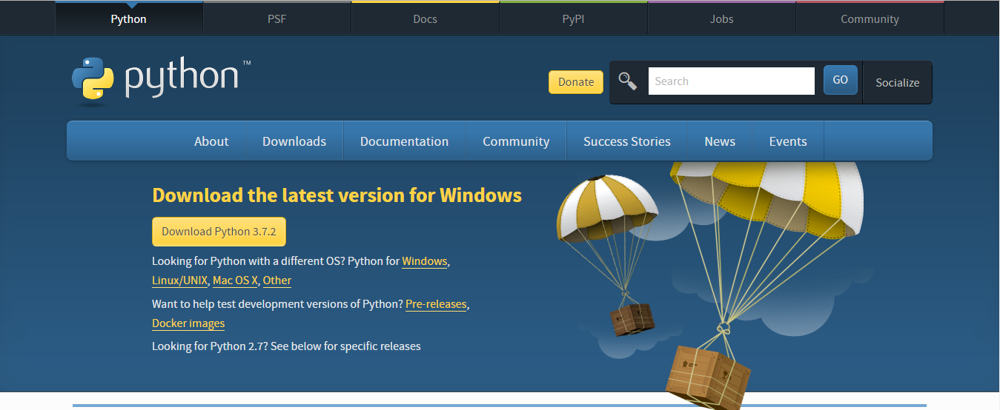 Python PSF Docs PyPI Jobs Community
python™
Donate Search GO Socialize
About Downloads Documentation Community Success Stories News Events
Download the latest version for Windows
Download Python 3.7.2
Looking for Python with a different OS? Python for Windows,
Linux/UNIX, Mac OS X, Other
Want to help test development versions of Python? Pre-releases,
Docker images
Looking for Python 2.7? See below for specific releases